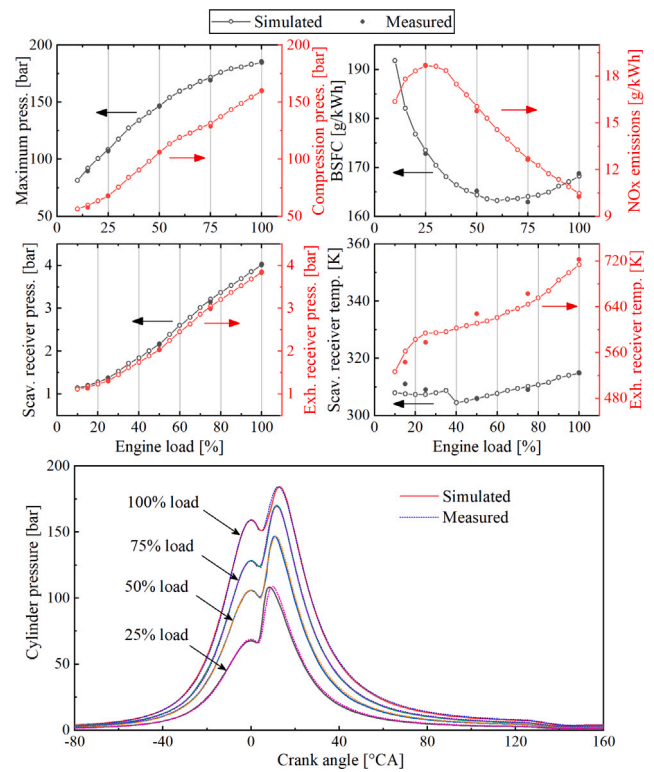 Simulated Measured
200 200 21
Maximum press. [bar] 150 100 50
Compression press. [bar] 150 100 50
BSFC [g/kWh] 190 180 170 160
NOx emissions [g/kWh] 18 15 12 9
0 25 50 75 100 0 25 50 75 100
Scav. receiver press. [bar] 4 3 2 1
Exh. receiver press. [bar] 4 3 2 1
Scav. receiver temp. [K] 360 340 320 300
Exh. receiver temp. [K] 720 640 560 480
0 20 40 60 80 100 0 20 40 60 80 100
Engine load [%] Engine load [%]
200
150
100
50
0
Cylinder pressure [bar]
100% load
75% load
50% load
25% load
Simulated
Measured
-80 -40 0 40 80 120 160
Crank angle [°CA]